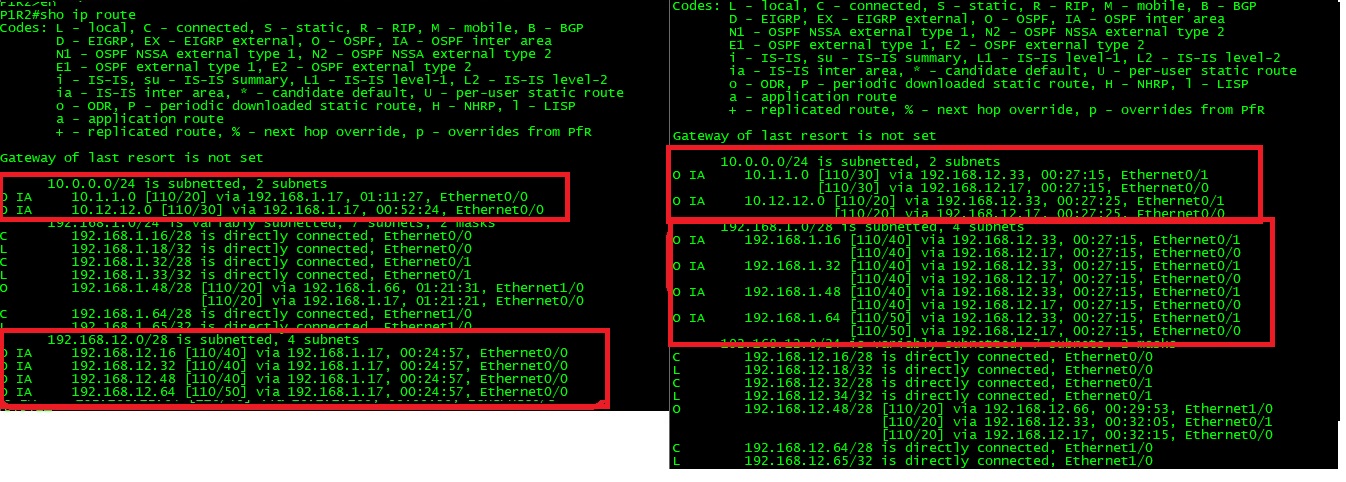 P1R2>en
P1R2#sho ip route
Codes: L - local, C - connected, S - static, R - RIP, M - mobile, B - BGP
D - EIGRP, EX - EIGRP external, O - OSPF, IA - OSPF inter area
N1 - OSPF NSSA external type 1, N2 - OSPF NSSA external type 2
E1 - OSPF external type 1, E2 - OSPF external type 2
i - IS-IS, su - IS-IS summary, L1 - IS-IS level-1, L2 - IS-IS level-2
ia - IS-IS inter area, * - candidate default, U - per-user static route
o - ODR, P - periodic downloaded static route, H - NHRP, l - LISP
a - application route
+ - replicated route, % - next hop override, p - overrides from PfR
Gateway of last resort is not set
10.0.0.0/24 is subnetted, 2 subnets
O IA 10.1.1.0 [110/20] via 192.168.1.17, 01:11:27, Ethernet0/0
O IA 10.12.12.0 [110/30] via 192.168.1.17, 00:52:24, Ethernet0/0
192.168.1.0/24 is variably subnetted, 7 subnets, 2 masks
C 192.168.1.16/28 is directly connected, Ethernet0/0
L 192.168.1.18/32 is directly connected, Ethernet0/0
C 192.168.1.32/28 is directly connected, Ethernet0/1
L 192.168.1.33/32 is directly connected, Ethernet0/1
O 192.168.1.48/28 [110/20] via 192.168.1.66, 01:21:31, Ethernet1/0
[110/20] via 192.168.1.17, 01:21:21, Ethernet0/0
C 192.168.1.64/28 is directly connected, Ethernet1/0
L 192.168.1.65/32 is directly connected, Ethernet1/0
192.168.12.0/28 is subnetted, 4 subnets
O IA 192.168.12.16 [110/40] via 192.168.1.17, 00:24:57, Ethernet0/0
O IA 192.168.12.32 [110/40] via 192.168.1.17, 00:24:57, Ethernet0/0
O IA 192.168.12.48 [110/40] via 192.168.1.17, 00:24:57, Ethernet0/0
O IA 192.168.12.64 [110/50] via 192.168.1.17, 00:24:57, Ethernet0/0
Codes: L - local, C - connected, S - static, R - RIP, M - mobile, B - BGP
D - EIGRP, EX - EIGRP external, O - OSPF, IA - OSPF inter area
N1 - OSPF NSSA external type 1, N2 - OSPF NSSA external type 2
E1 - OSPF external type 1, E2 - OSPF external type 2
i - IS-IS, su - IS-IS summary, L1 - IS-IS level-1, L2 - IS-IS level-2
ia - IS-IS inter area, * - candidate default, U - per-user static route
o - ODR, P - periodic downloaded static route, H - NHRP, l - LISP
a - application route
+ - replicated route, % - next hop override, p - overrides from PfR
Gateway of last resort is not set
10.0.0.0/24 is subnetted, 2 subnets
O IA 10.1.1.0 [110/30] via 192.168.12.33, 00:27:15, Ethernet0/1
[110/30] via 192.168.12.17, 00:27:15, Ethernet0/0
O IA 10.12.12.0 [110/20] via 192.168.12.33, 00:27:25, Ethernet0/1
[110/20] via 192.168.12.17, 00:27:25, Ethernet0/0
192.168.1.0/28 is subnetted, 4 subnets
O IA 192.168.1.16 [110/40] via 192.168.12.33, 00:27:15, Ethernet0/1
[110/40] via 192.168.12.17, 00:27:15, Ethernet0/0
O IA 192.168.1.32 [110/40] via 192.168.12.33, 00:27:15, Ethernet0/1
[110/40] via 192.168.12.17, 00:27:15, Ethernet0/0
O IA 192.168.1.48 [110/40] via 192.168.12.33, 00:27:15, Ethernet0/1
[110/40] via 192.168.12.17, 00:27:15, Ethernet0/0
O IA 192.168.1.64 [110/50] via 192.168.12.33, 00:27:15, Ethernet0/1
[110/50] via 192.168.12.17, 00:27:15, Ethernet0/0
192.168.12.0/24 is variably subnetted, 7 subnets, 2 masks
C 192.168.12.16/28 is directly connected, Ethernet0/0
L 192.168.12.18/32 is directly connected, Ethernet0/0
C 192.168.12.32/28 is directly connected, Ethernet0/1
L 192.168.12.34/32 is directly connected, Ethernet0/1
O 192.168.12.48/28 [110/20] via 192.168.12.66, 00:29:53, Ethernet1/0
[110/20] via 192.168.12.33, 00:32:05, Ethernet0/1
[110/20] via 192.168.12.17, 00:32:15, Ethernet0/0
C 192.168.12.64/28 is directly connected, Ethernet1/0
L 192.168.12.65/32 is directly connected, Ethernet1/0